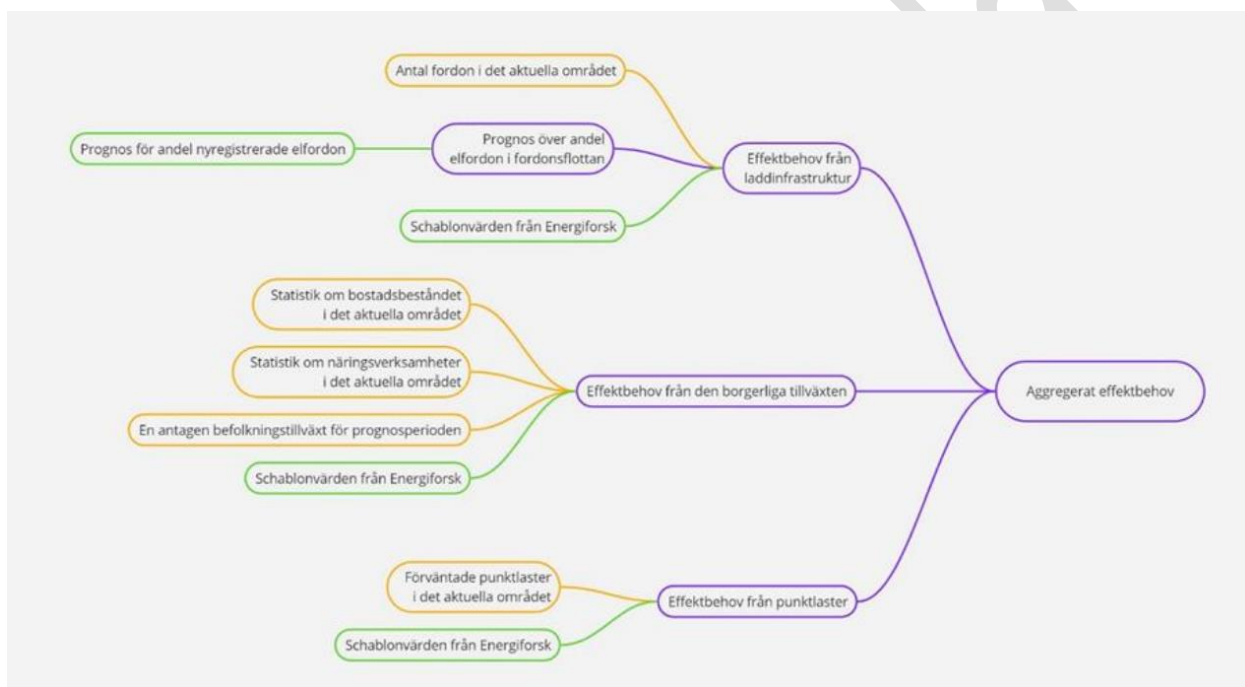 Antal fordon i det aktuella området
Prognos för andel nyregistrerade elfordon
Prognos över andel
elfordon i fordonsflottan
Effektbehov från
laddinfrastruktur
Schablonvärden från Energiforsk
Statistik om bostadsbeståndet
i det aktuella området
Statistik om näringsverksamheter
i det aktuella området
En antagen befolkningstillväxt för prognosperioden
Schablonvärden från Energiforsk
Effektbehov från den borgerliga tillväxten
Aggregerat effektbehov
Förväntade punktlaster
i det aktuella området
Schablonvärden från Energiforsk
Effektbehov från punktlaster